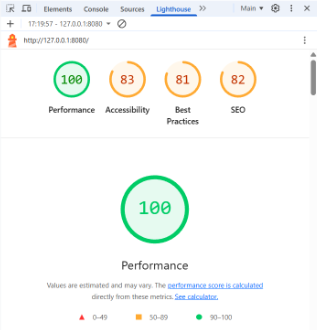 Elements Console Sources Lighthouse Main
17:19:57 - 127.0.0.1:8080
http://127.0.0.1:8080/
100 83 81 82
Performance Accessibility Best Practices SEO
100
Performance
Values are estimated and may vary. The performance score is calculated
directly from these metrics. See calculator.
0–49 50–89 90–100